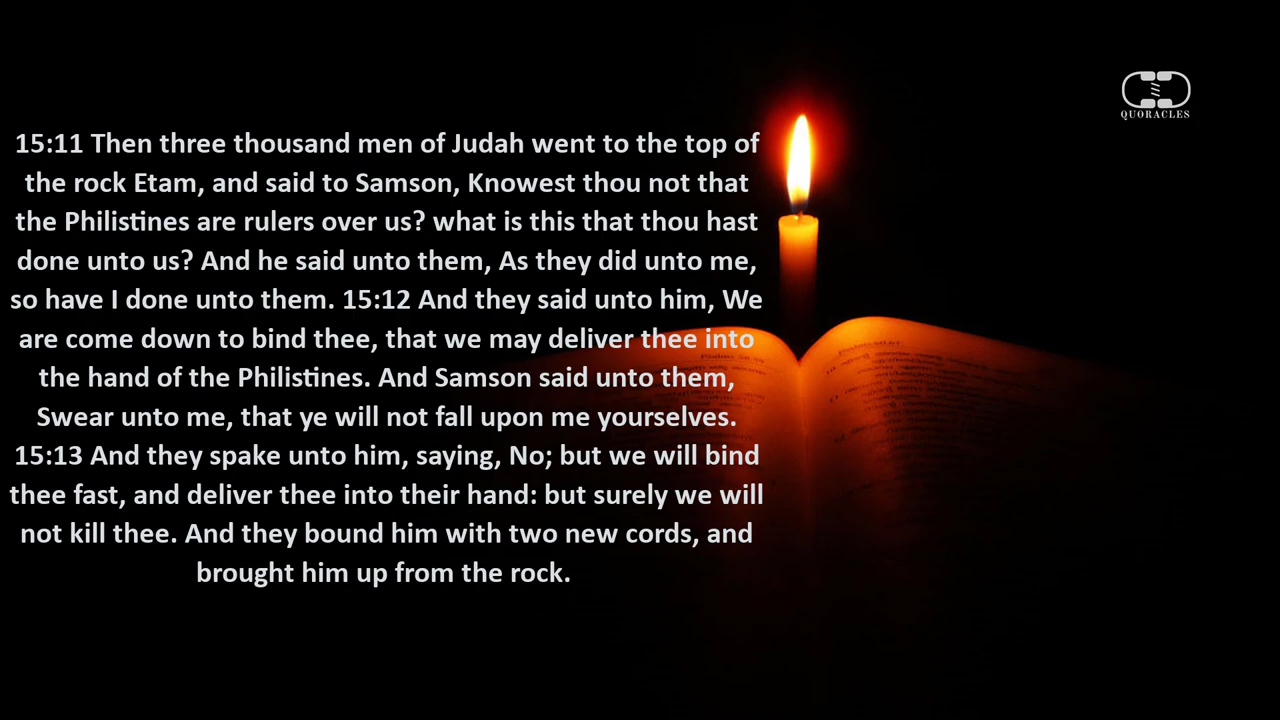 QUORACLES
15:11 Then three thousand men of Judah went to the top of
the rock Etam, and said to Samson, Knowest thou not that
the Philistines are rulers over us? what is this that thou hast
done unto us? And he said unto them, As they did unto me,
so have I done unto them. 15:12 And they said unto him, We
are come down to bind thee, that we may deliver thee into
the hand of the Philistines. And Samson said unto them,
Swear unto me, that ye will not fall upon me yourselves.
15:13 And they spake unto him, saying, No; but we will bind
thee fast, and deliver thee into their hand: but surely we will
not kill thee. And they bound him with two new cords, and
brought him up from the rock.